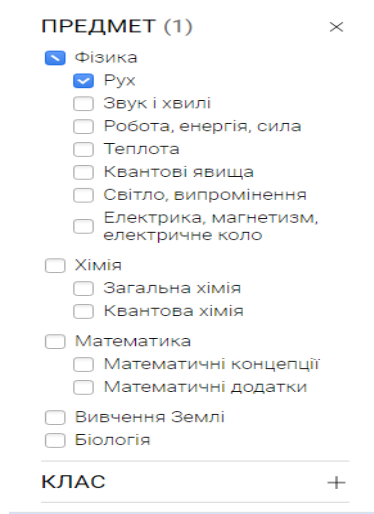 ПРЕДМЕТ (1)
Фізика
Рух
Звук і хвилі
Робота, енергія, сила
Теплота
Квантові явища
Світло, випромінення
Електрика, магнетизм,
електричне коло
Хімія
Загальна хімія
Квантова хімія
Математика
Математичні концепції
Математичні додатки
Вивчення Землі
Біологія
КЛАС